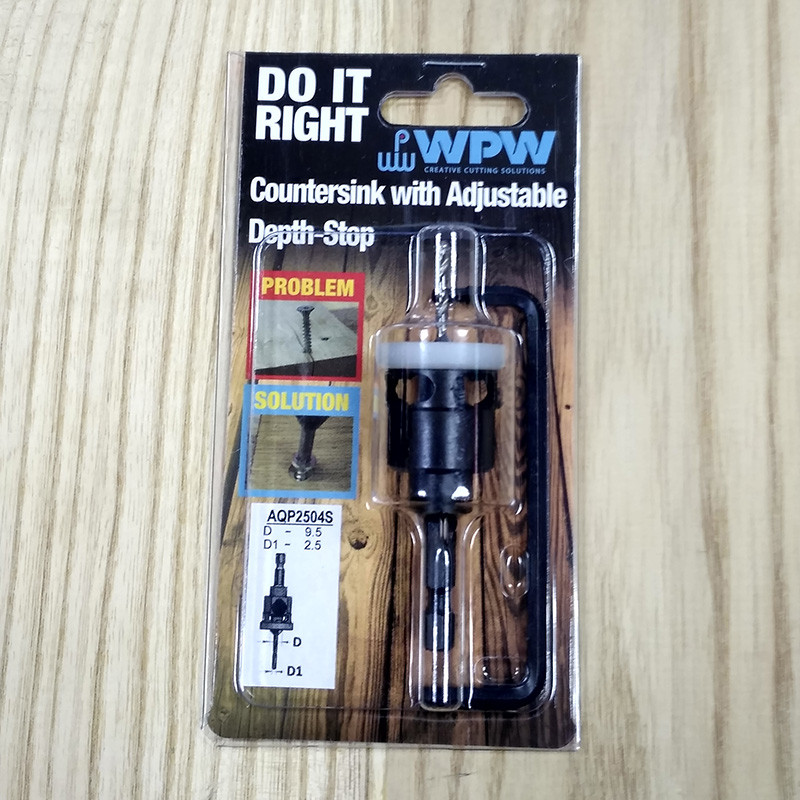 DO IT
RIGHT
WPW
CREATIVE CUTTING SOLUTIONS
Countersink with Adjustable
Depth-Stop
PROBLEM
SOLUTION
AQP2504S
D - 9.5
D1 - 2.5
D
D1